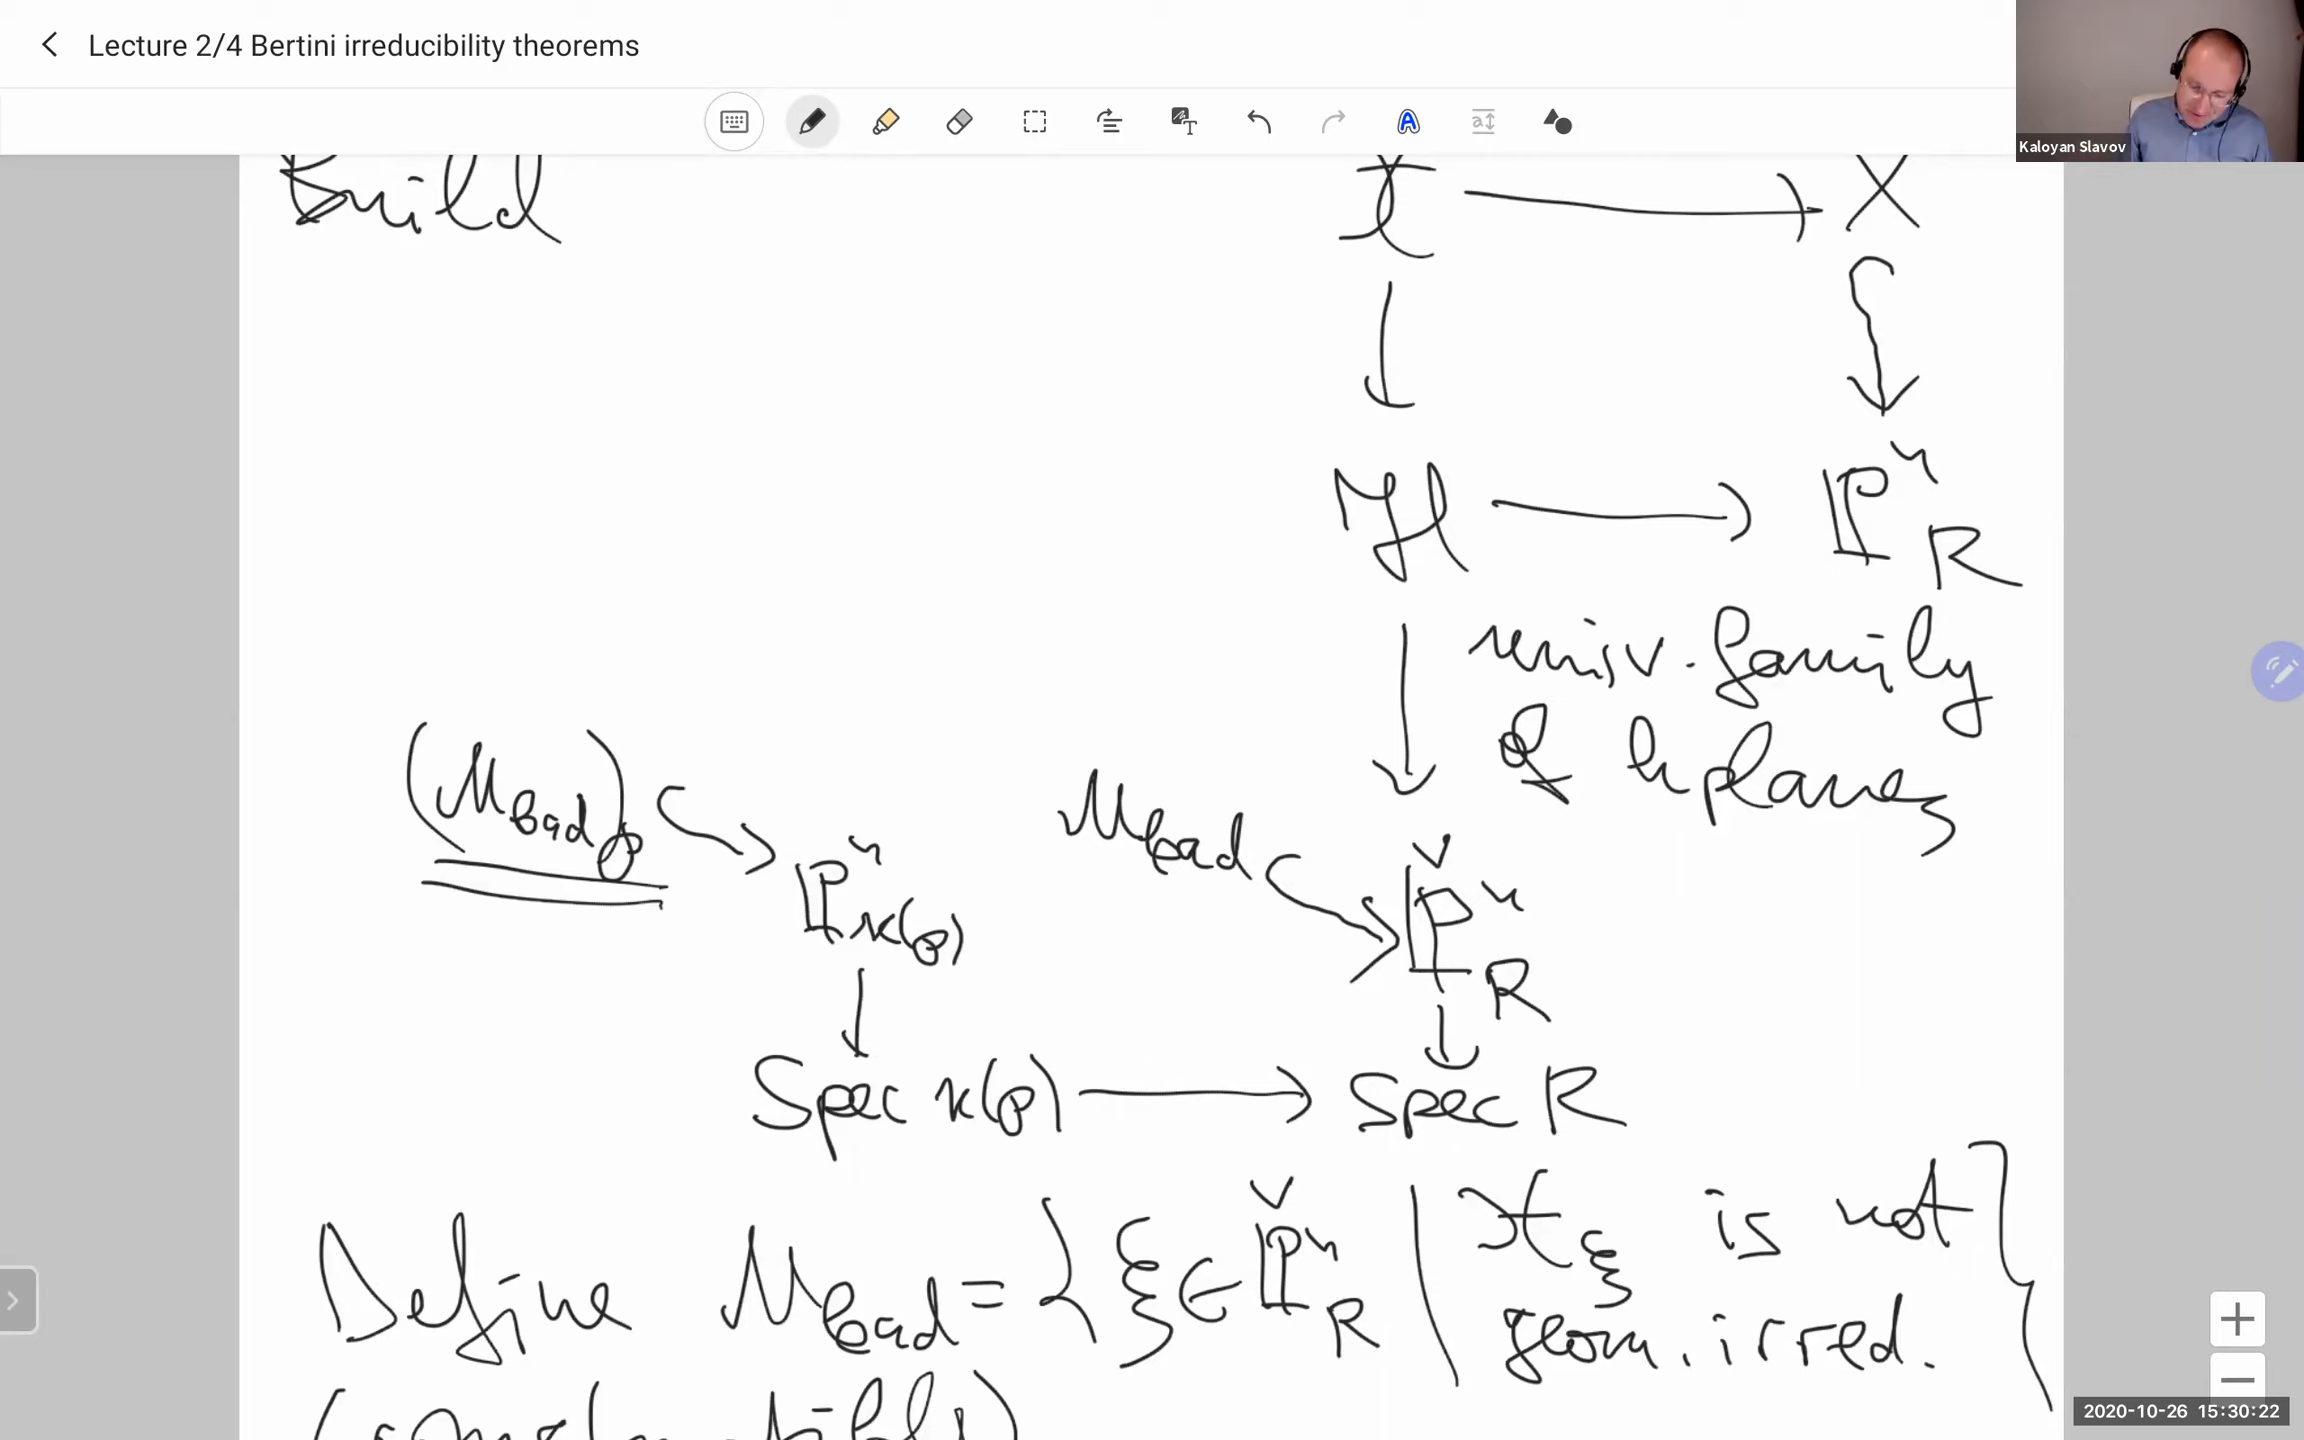 Lecture 2/4 Bertini irreducibility theorems
Kaloyan Slavov
Build
𝒳 → X
ℋ → ℙⁿ_R
univ. family
of hplanes
(M_bad)_𝔭 ↪ ℙⁿ_κ(𝔭)
M_bad ↪ ℙ̌ⁿ_R
Spec κ(𝔭) → Spec R
Define M_bad = { ξ ∈ ℙ̌ⁿ_R | 𝒳_ξ is not
geom. irred. }
(constructible)
2020-10-26 15:30:22